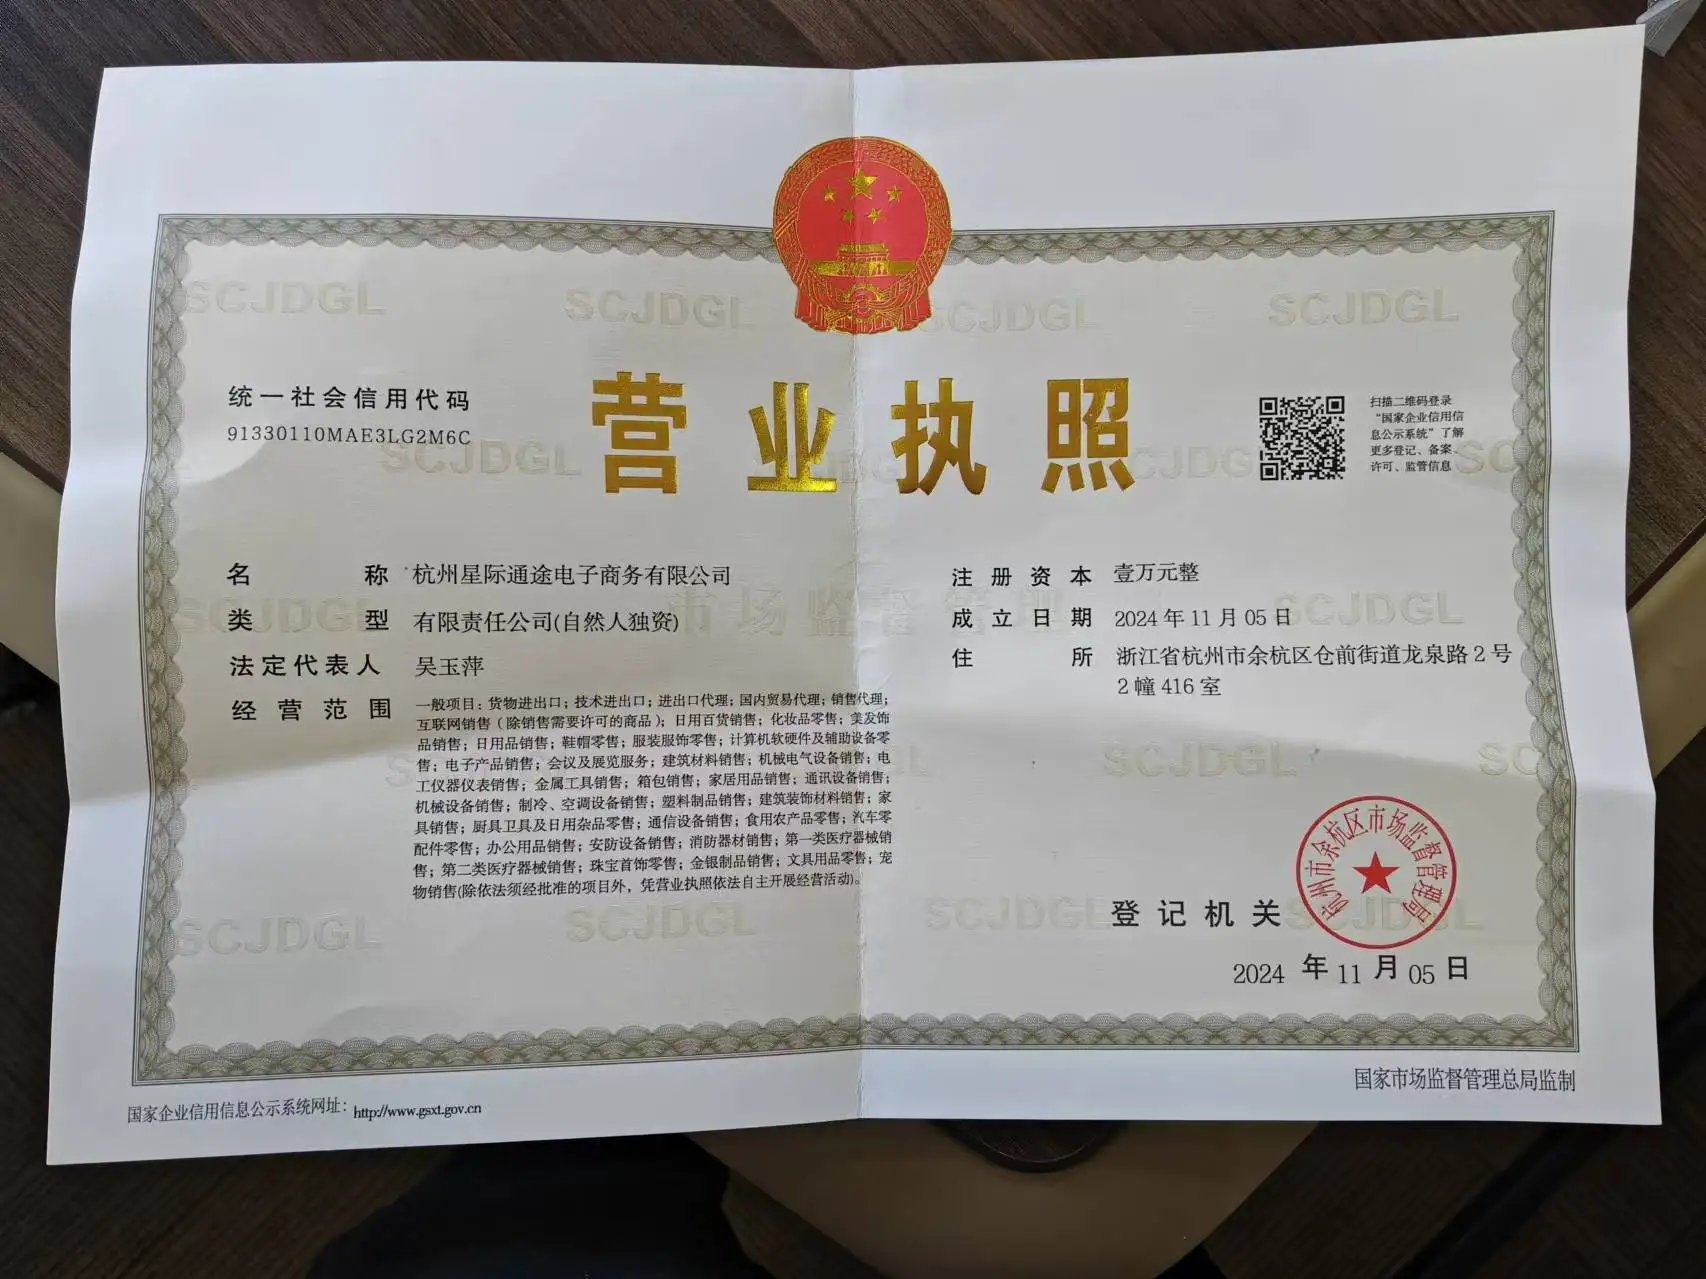 SCJDGL SCJDGL SCJDGL SCJDGL
营业执照
统一社会信用代码
91330110MAE3LG2M6C
扫描二维码登录
“国家企业信用信
息公示系统”了解
更多登记、备案、
许可、监管信息
名称 杭州星际通途电子商务有限公司
类型 有限责任公司(自然人独资)
法定代表人 吴玉萍
经营范围 一般项目：货物进出口；技术进出口；进出口代理；国内贸易代理；销售代理；
互联网销售（除销售需要许可的商品）；日用百货销售；化妆品零售；美发饰
品销售；日用品销售；鞋帽零售；服装服饰零售；计算机软硬件及辅助设备零
售；电子产品销售；会议及展览服务；建筑材料销售；机械电气设备销售；电
工仪器仪表销售；金属工具销售；箱包销售；家居用品销售；通讯设备销售；
机械设备销售；制冷、空调设备销售；塑料制品销售；建筑装饰材料销售；家
具销售；厨具卫具及日用杂品零售；通信设备销售；食用农产品零售；汽车零
配件零售；办公用品销售；安防设备销售；消防器材销售；第一类医疗器械销
售；第二类医疗器械销售；珠宝首饰零售；金银制品销售；文具用品零售；宠
物销售(除依法须经批准的项目外，凭营业执照依法自主开展经营活动)。
注册资本 壹万元整
成立日期 2024年11月05日
住所 浙江省杭州市余杭区仓前街道龙泉路2号
2幢416室
市场监督管理
杭州市余杭区市场监督管理局
登记机关
2024 年 11 月 05 日
国家企业信用信息公示系统网址：http://www.gsxt.gov.cn
国家市场监督管理总局监制